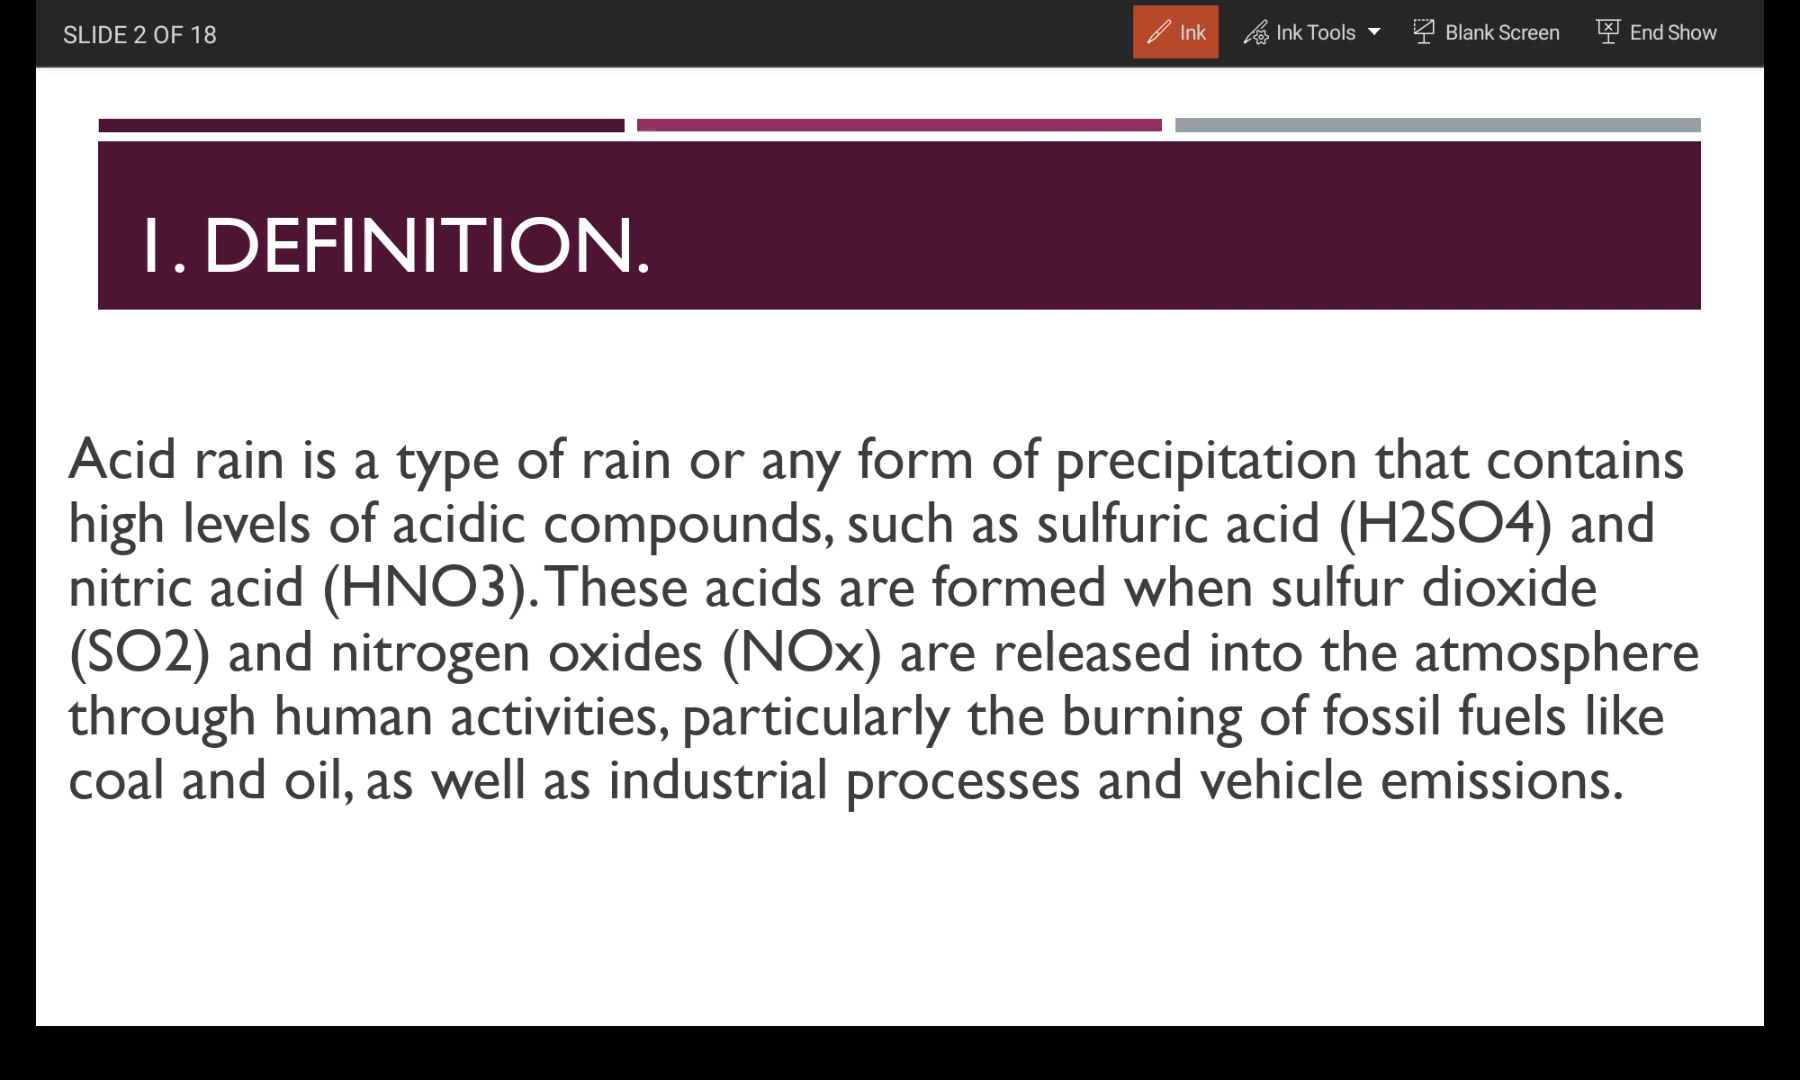 SLIDE 2 OF 18
Ink
Ink Tools
Blank Screen
End Show
1. DEFINITION.
Acid rain is a type of rain or any form of precipitation that contains
high levels of acidic compounds, such as sulfuric acid (H2SO4) and
nitric acid (HNO3). These acids are formed when sulfur dioxide
(SO2) and nitrogen oxides (NOx) are released into the atmosphere
through human activities, particularly the burning of fossil fuels like
coal and oil, as well as industrial processes and vehicle emissions.